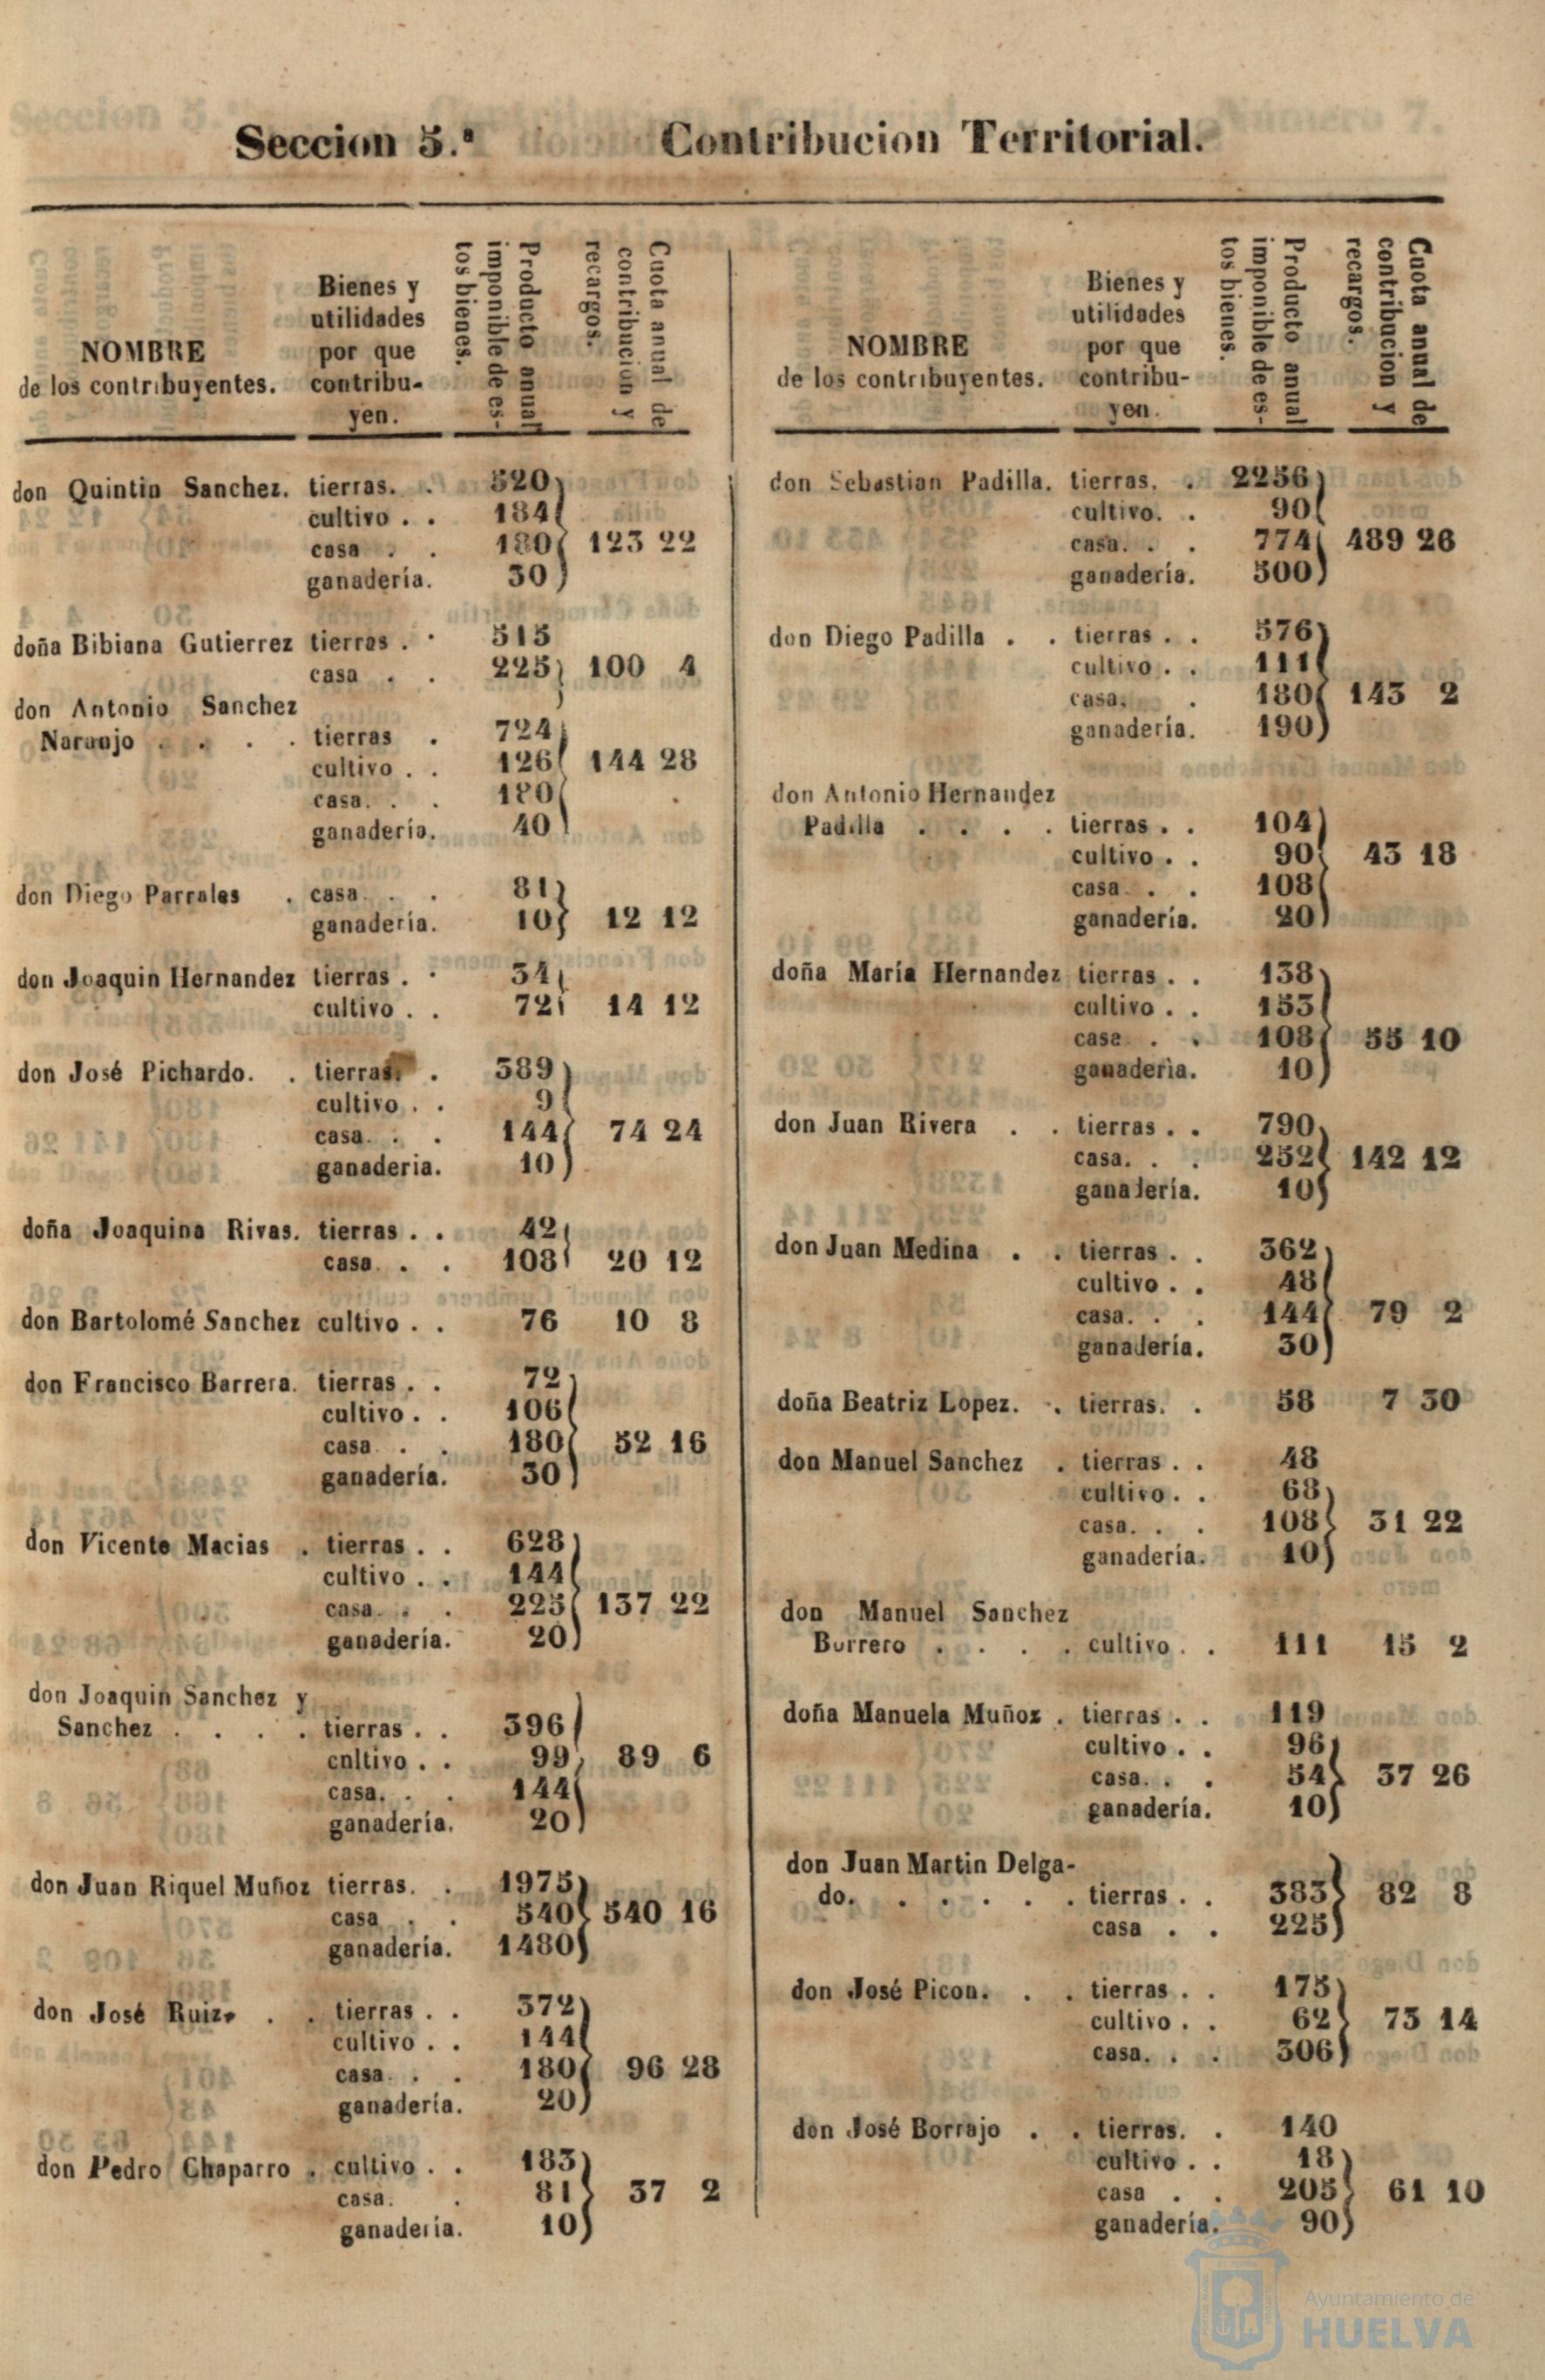 Seccion 5.ª Contribucion Territorial.
NOMBRE
de los contribuyentes.
Bienes y
utilidades
por que
contribu-
yen.
Producto anual
imponible de es-
tos bienes.
Cuota anual de
contribucion y
recargos.
don Quintin Sanchez. tierras. . 520
cultivo . . 184
casa . . 180 123 22
ganadería. 30
doña Bibiana Gutierrez tierras . . 515
casa . . 225 100 4
don Antonio Sanchez
Naranjo . . . . tierras . 724
cultivo . . 126 144 28
casa. . . 180
ganadería. 40
don Diego Parrales . casa. . . 81
ganadería. 10 12 12
don Joaquin Hernandez tierras . . 34
cultivo . . 72 14 12
don José Pichardo. . tierras. . 389
cultivo . . 9
casa. . . 144 74 24
ganaderia. 10
doña Joaquina Rivas. tierras . . 42
casa. . . 108 20 12
don Bartolomé Sanchez cultivo . . 76 10 8
don Francisco Barrera. tierras . . 72
cultivo . . 106
casa. . . 180 52 16
ganadería. 30
don Vicente Macias . tierras . . 628
cultivo . . 144
casa. . . 225 137 22
ganadería. 20
don Joaquin Sanchez y
Sanchez . . . . tierras . . 396
cnltivo . . 99 89 6
casa. . . 144
ganadería. 20
don Juan Riquel Muñoz tierras. . 1975
casa . . 540 540 16
ganadería. 1480
don José Ruiz. . . tierras . . 372
cultivo . . 144
casa. . . 180 96 28
ganadería. 20
don Pedro Chaparro . cultivo . . 183
casa. . 81 37 2
ganadería. 10
NOMBRE
de los contribuyentes.
Bienes y
utilidades
por que
contribu-
yen.
Producto anual
imponible de es-
tos bienes.
Cuota anual de
contribucion y
recargos.
don Sebastian Padilla. tierras. . 2256
cultivo. . 90
casa. . . 774 489 26
ganadería. 500
don Diego Padilla . . tierras . . 576
cultivo . . 111
casa. . 180 143 2
ganadería. 190
don Antonio Hernandez
Padilla . . . . tierras . . 104
cultivo . . 90 43 18
casa. . . 108
ganadería. 20
doña María Hernandez tierras . . 138
cultivo . . 153
casa . . 108 55 10
ganadería. 10
don Juan Rivera . . tierras . . 790
casa. . . 252 142 12
ganadería. 10
don Juan Medina . . tierras . . 362
cultivo . . 48
casa. . . 144 79 2
ganadería. 30
doña Beatriz Lopez. . tierras. . 58 7 30
don Manuel Sanchez . tierras . . 48
cultivo. . 68
casa. . . 108 31 22
ganadería. 10
don Manuel Sanchez
Borrero . . . . cultivo . . 111 15 2
doña Manuela Muñoz . tierras . . 119
cultivo . . 96
casa. . . 54 37 26
ganadería. 10
don Juan Martin Delga-
do. . . . . . tierras . . 383 82 8
casa . . 225
don José Picon. . . tierras . . 175
cultivo . . 62 73 14
casa. . . 306
don José Borrajo . . tierras. . 140
cultivo . . 18
casa . . 205 61 10
ganadería. 90
Ayuntamiento de
HUELVA